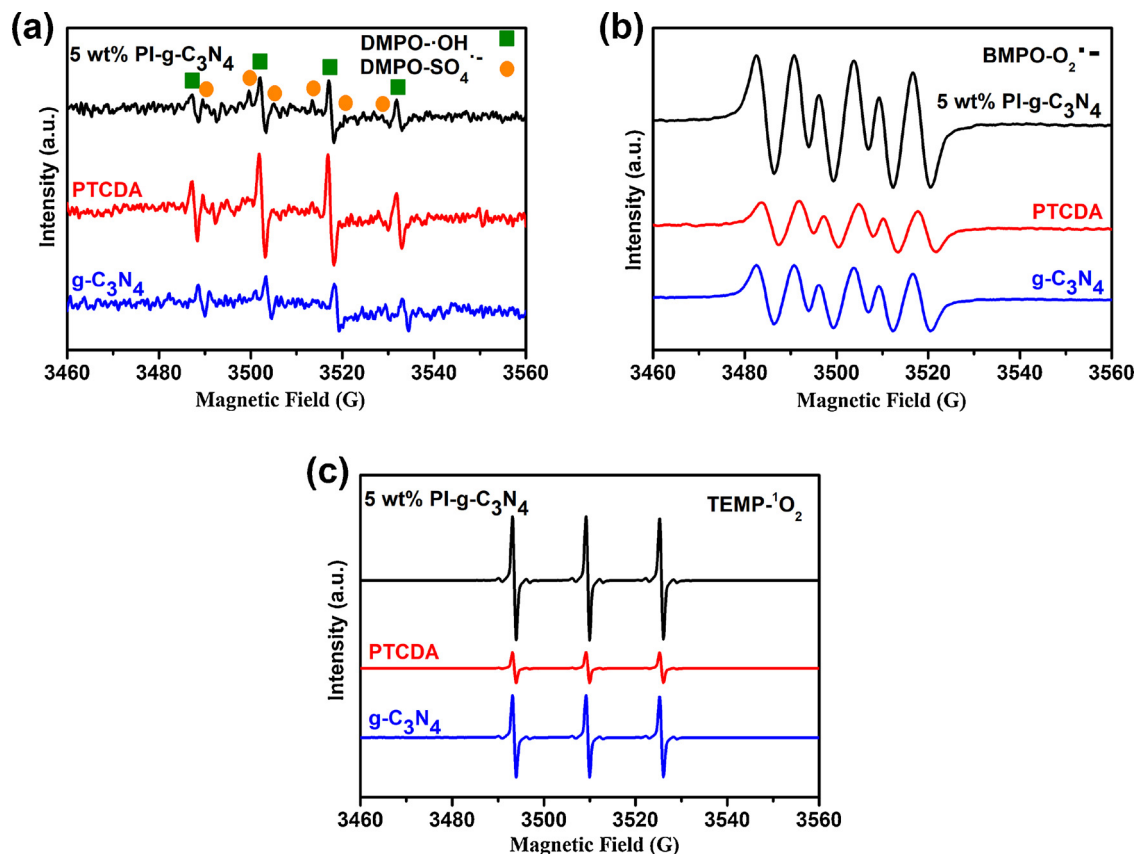 (a)
5 wt% PI-g-C₃N₄
DMPO-·OH
DMPO-SO₄·⁻
PTCDA
g-C₃N₄
Intensity (a.u.)
3460 3480 3500 3520 3540 3560
Magnetic Field (G)
(b)
BMPO-O₂·⁻
5 wt% PI-g-C₃N₄
PTCDA
g-C₃N₄
Intensity (a.u.)
3460 3480 3500 3520 3540 3560
Magnetic Field (G)
(c)
5 wt% PI-g-C₃N₄
TEMP-¹O₂
PTCDA
g-C₃N₄
Intensity (a.u.)
3460 3480 3500 3520 3540 3560
Magnetic Field (G)